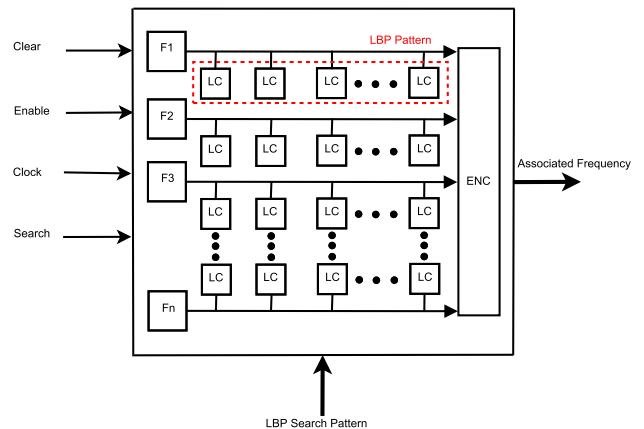 LBP Pattern
Clear
F1
LC LC LC LC
Enable
F2
LC LC LC LC
ENC
Associated Frequency
Clock
F3
LC LC LC LC
Search
LC LC LC LC
Fn
LBP Search Pattern